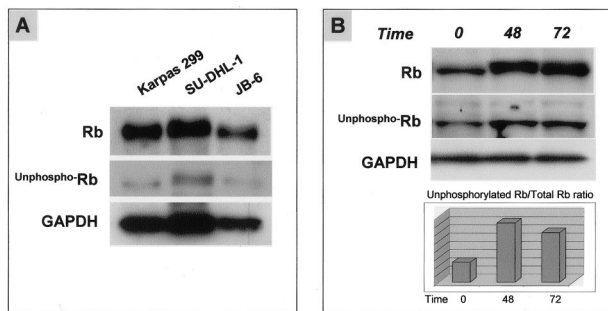 A
Karpas 299
SU-DHL-1
JB-6
Rb
Unphospho-Rb
GAPDH
B
Time 0 48 72
Rb
Unphospho-Rb
GAPDH
Unphosphorylated Rb/Total Rb ratio
Time 0 48 72